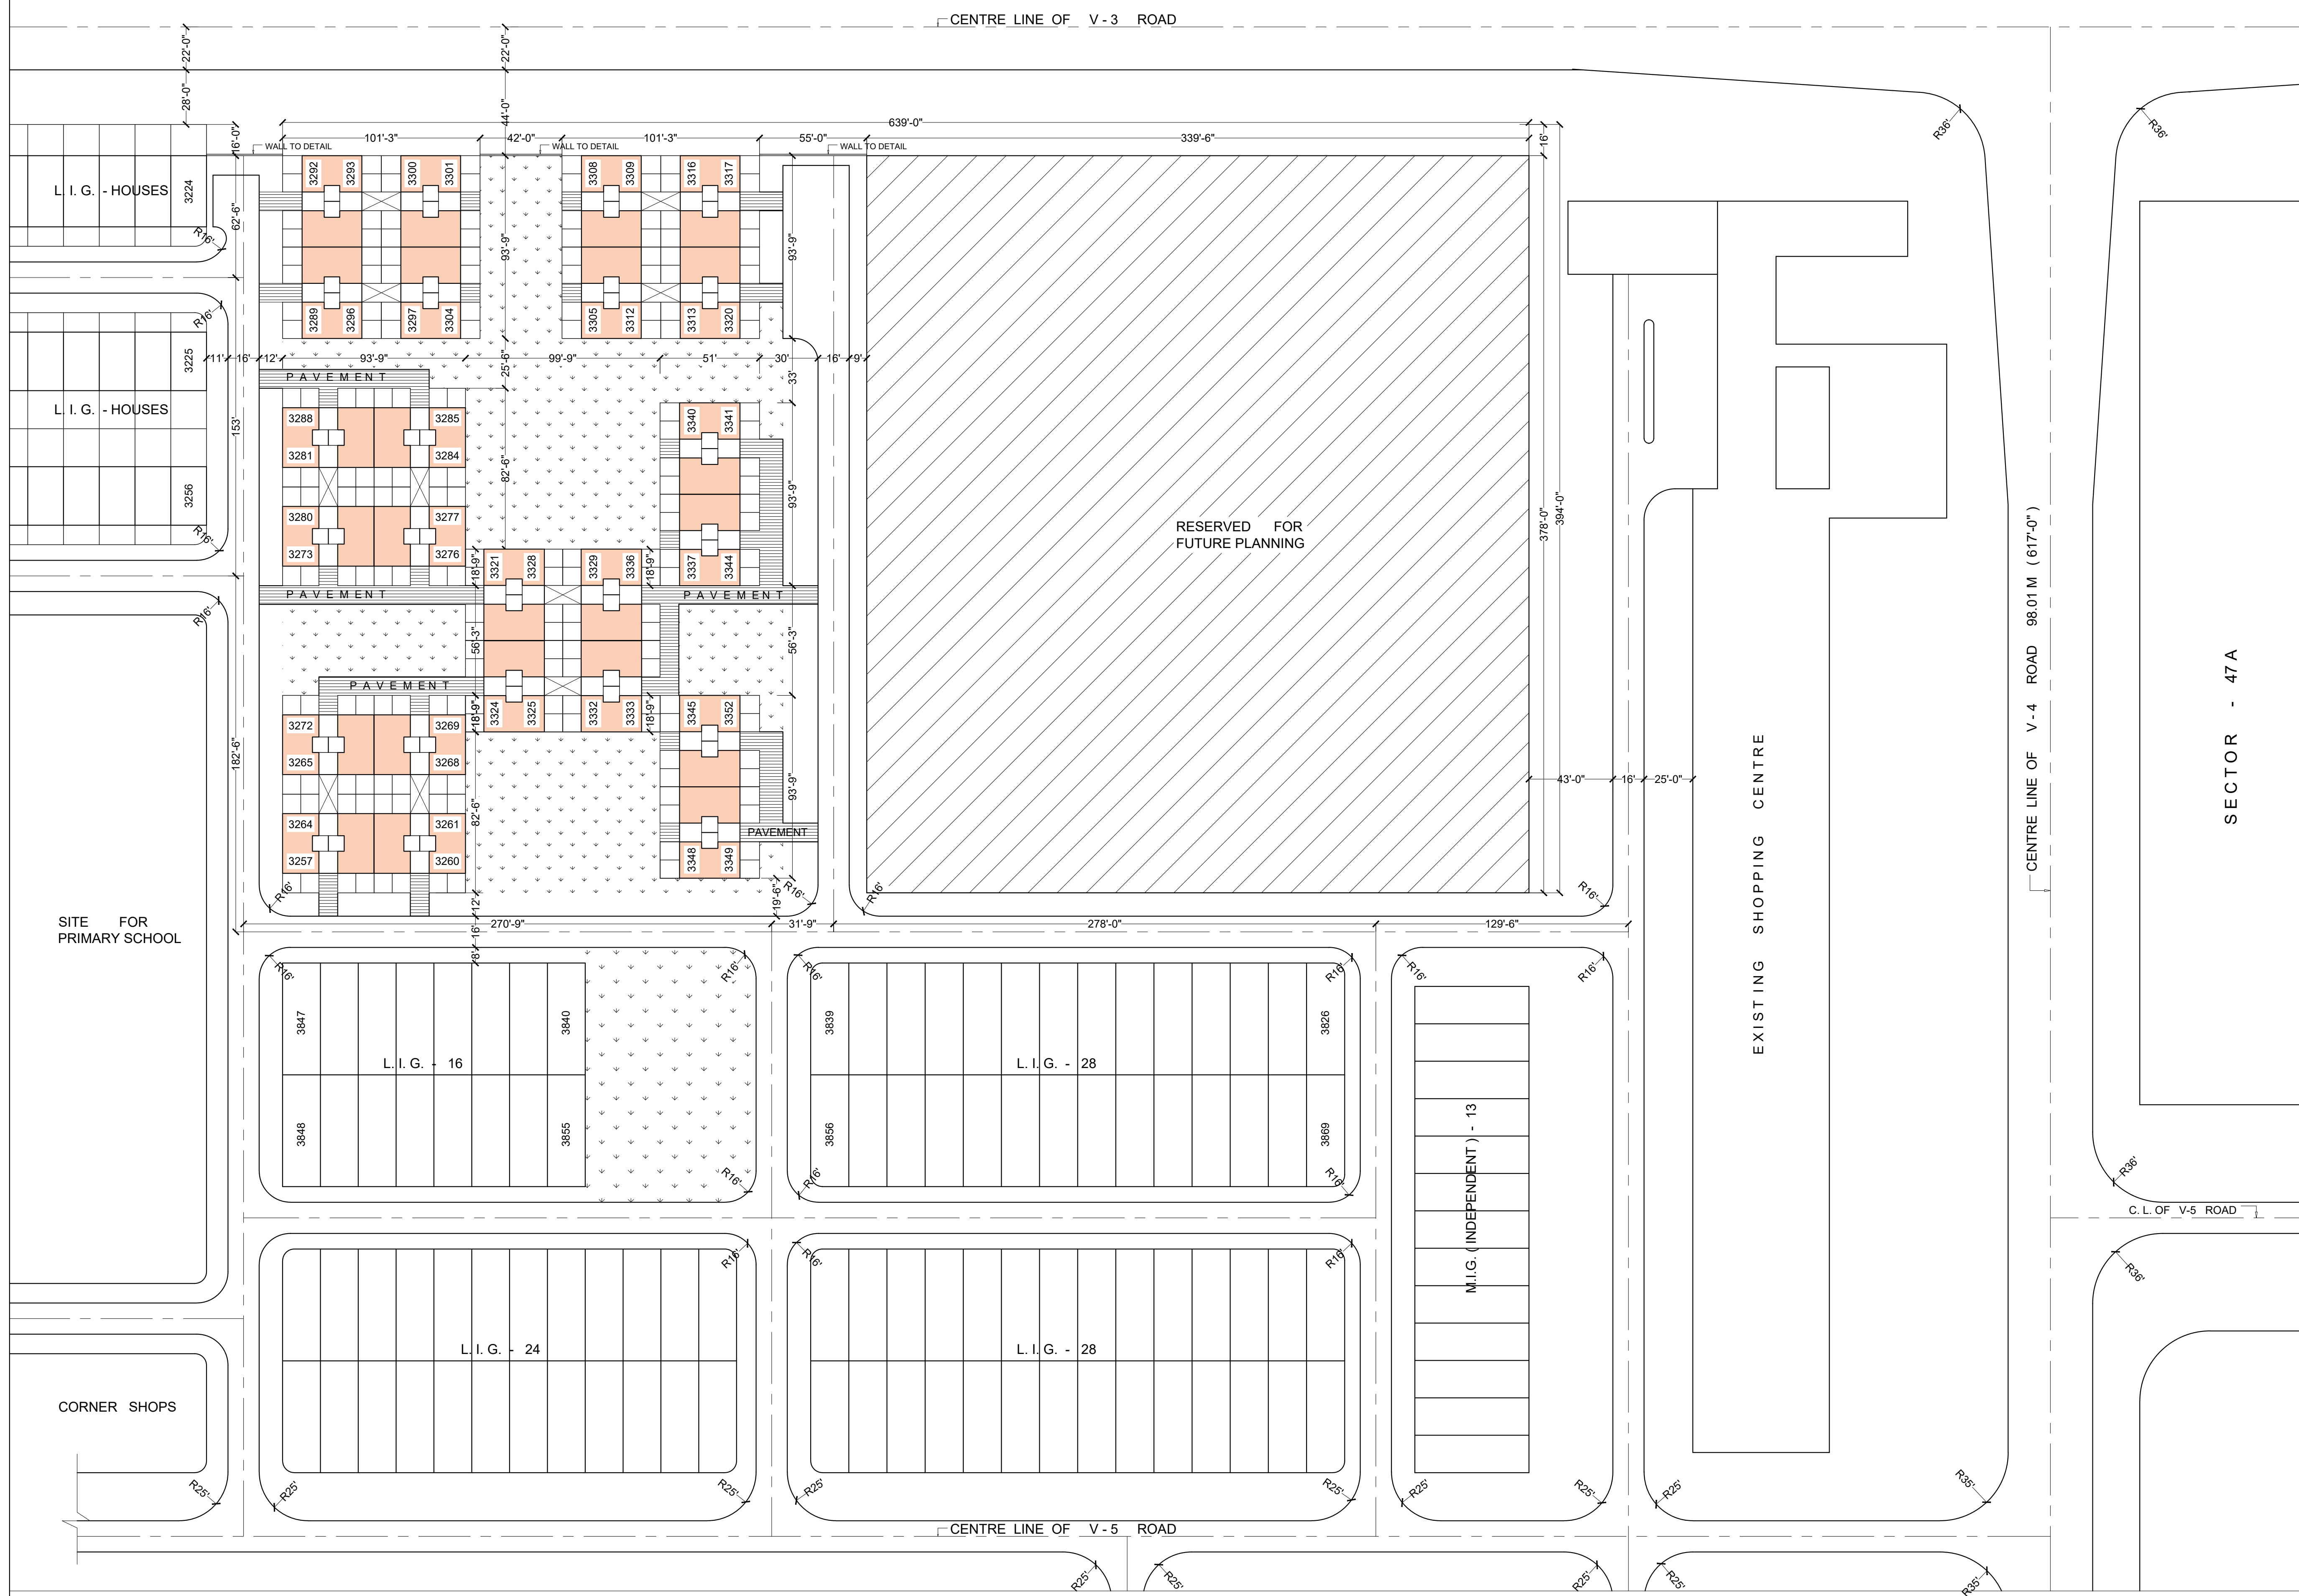 CENTRE LINE OF V - 3 ROAD
22'-0"
22'-0"
28'-0"
44'-0"
16'-0"
639'-0"
101'-3"
42'-0"
101'-3"
55'-0"
339'-6"
16'
WALL TO DETAIL
WALL TO DETAIL
WALL TO DETAIL
R36'
R36'
L. I. G. - HOUSES
3224
62'-6"
R16'
3292
3293
3300
3301
3308
3309
3316
3317
93'-9"
93'-9"
3289
3296
3297
3304
3305
3312
3313
3320
R16'
3225
L. I. G. - HOUSES
3256
R16'
153'
11'
16'
12'
93'-9"
99'-9"
51'
30'
16'
9'
25'-6"
33'
PAVEMENT
3288
3285
3281
3284
3280
3277
3273
3276
82'-6"
3340
3341
93'-9"
3337
3344
RESERVED FOR
FUTURE PLANNING
378'-0"
394'-0"
18'-9"
3321
3328
3329
3336
18'-9"
PAVEMENT
PAVEMENT
R16'
56'-3"
56'-3"
PAVEMENT
18'-9"
3324
3325
3332
3333
18'-9"
3345
3352
182'-6"
3272
3269
3265
3268
3264
3261
3257
3260
82'-6"
93'-9"
PAVEMENT
3348
3349
43'-0"
16'
25'-0"
EXISTING SHOPPING CENTRE
CENTRE LINE OF V - 4 ROAD 98.01 M ( 617'-0" )
SECTOR - 47 A
R16'
12'
19'-6"
R16'
R16'
R16'
SITE FOR
PRIMARY SCHOOL
270'-9"
31'-9"
278'-0"
129'-6"
16'
8'
R16'
R16'
R16'
R16'
R16'
R16'
3847
3840
3839
3826
L. I. G. - 16
L. I. G. - 28
3848
3855
3856
3869
M.I.G. ( INDEPENDENT ) - 13
R16'
R16'
R16'
R36'
C. L. OF V-5 ROAD
R16'
R16'
R16'
R36'
L. I. G. - 24
L. I. G. - 28
CORNER SHOPS
R25'
R25'
R25'
R25'
R25'
R25'
R25'
R25'
R35'
CENTRE LINE OF V - 5 ROAD
R25'
R25'
R25'
R25'
R35'